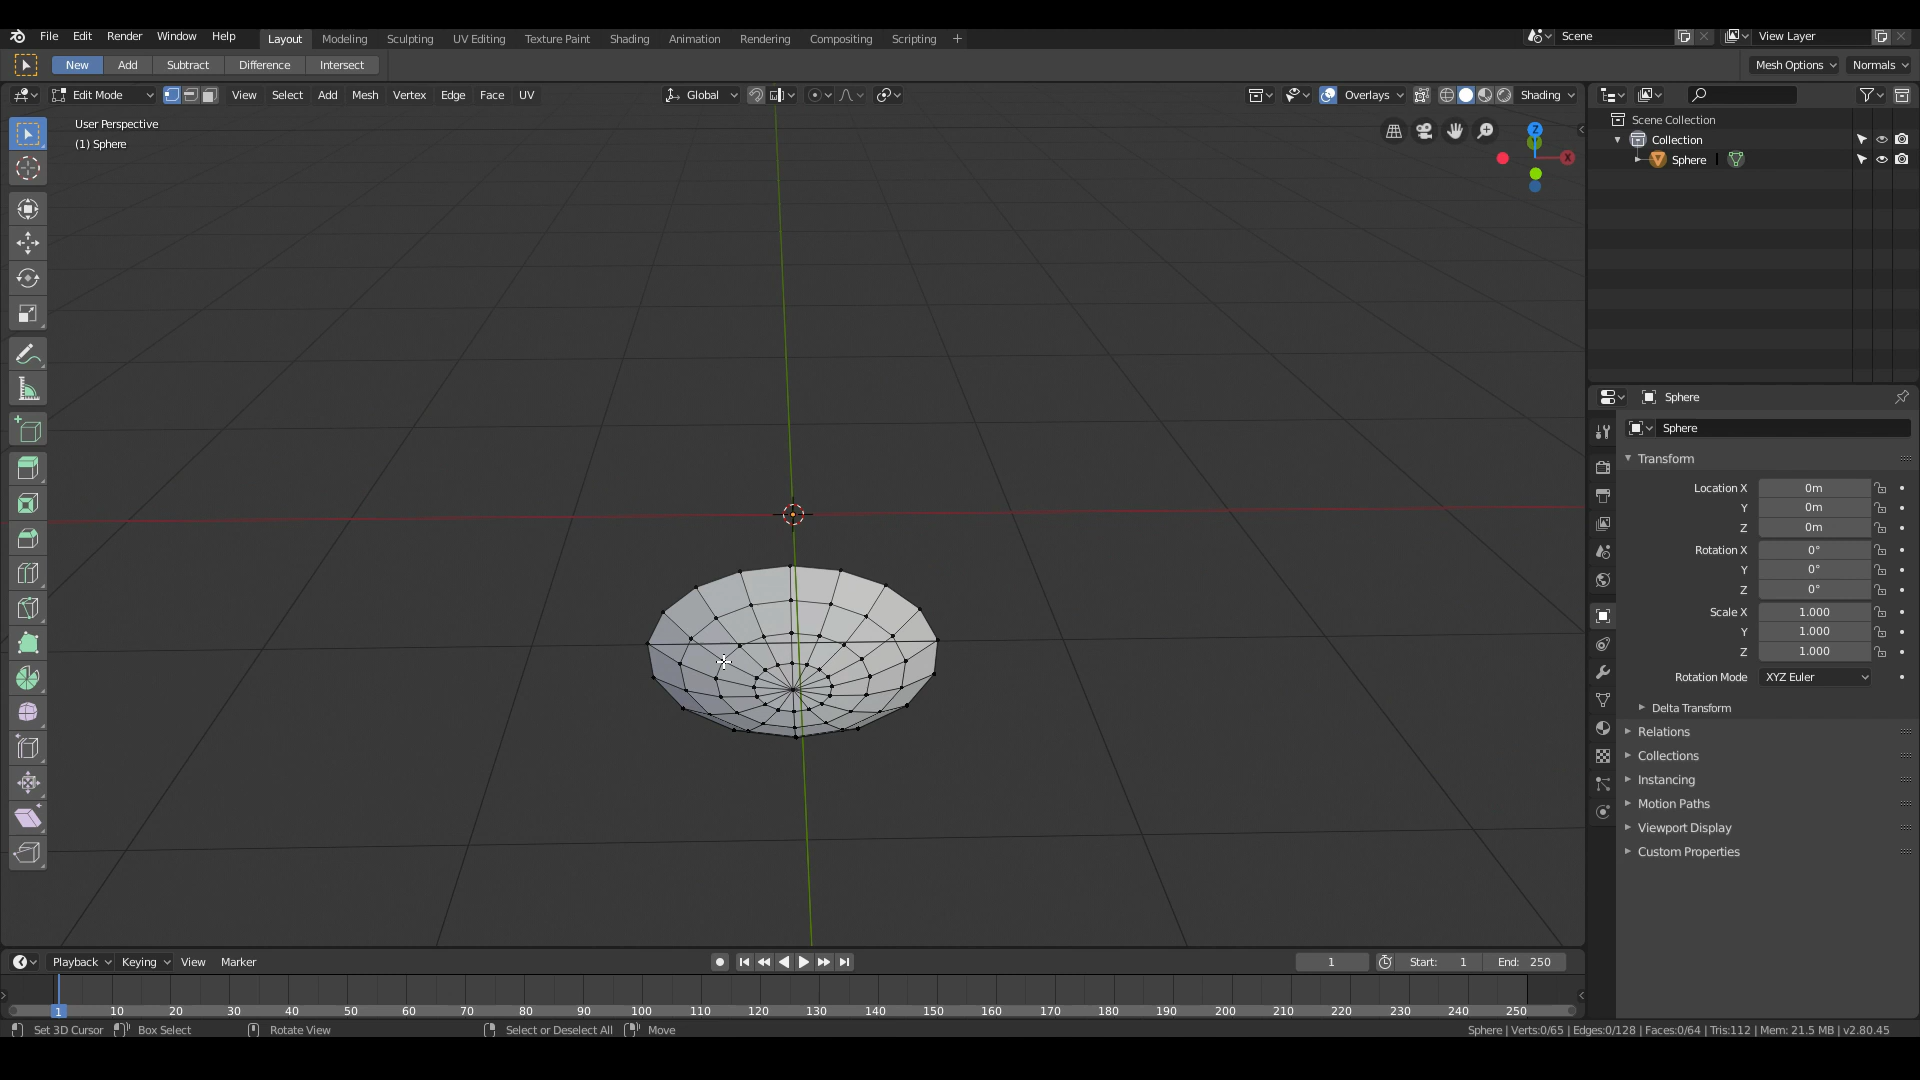 File Edit Render Window Help Layout Modeling Sculpting UV Editing Texture Paint Shading Animation Rendering Compositing Scripting + Scene View Layer
New Add Subtract Difference Intersect Mesh Options Normals
Edit Mode View Select Add Mesh Vertex Edge Face UV Global Overlays Shading
User Perspective
(1) Sphere
Z
X
Scene Collection
Collection
Sphere
Sphere
Sphere
Transform
Location X 0m
Y 0m
Z 0m
Rotation X 0°
Y 0°
Z 0°
Scale X 1.000
Y 1.000
Z 1.000
Rotation Mode XYZ Euler
Delta Transform
Relations
Collections
Instancing
Motion Paths
Viewport Display
Custom Properties
Playback Keying View Marker 1 Start: 1 End: 250
1 10 20 30 40 50 60 70 80 90 100 110 120 130 140 150 160 170 180 190 200 210 220 230 240 250
Set 3D Cursor Box Select Rotate View Select or Deselect All Move Sphere | Verts:0/65 | Edges:0/128 | Faces:0/64 | Tris:112 | Mem: 21.5 MB | v2.80.45